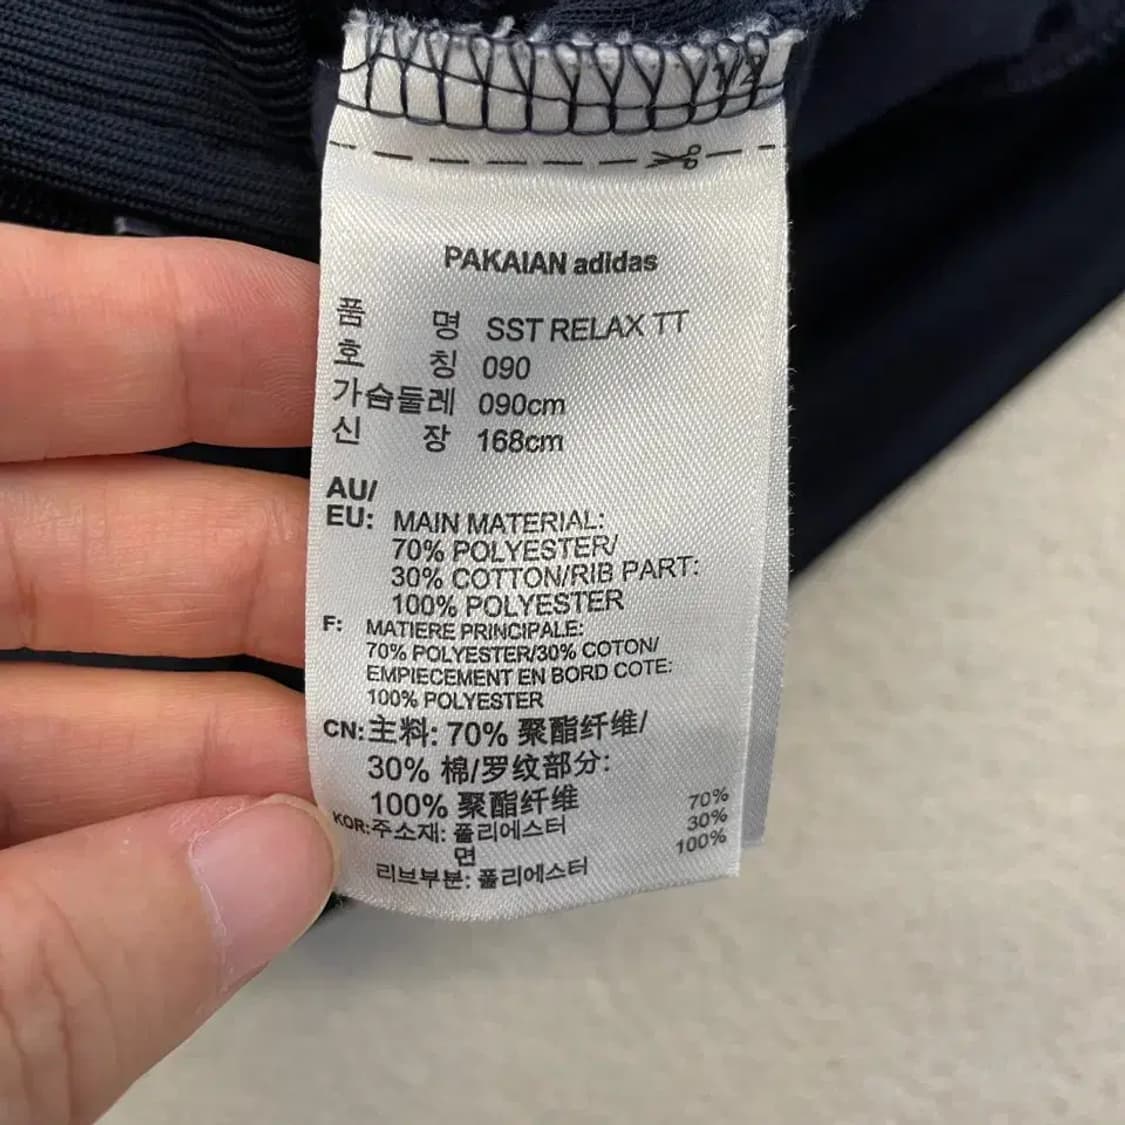 1/2
PAKAIAN adidas
품 명 SST RELAX TT
호 칭 090
가슴둘레 090cm
신 장 168cm
AU/
EU: MAIN MATERIAL:
70% POLYESTER/
30% COTTON/RIB PART:
100% POLYESTER
F: MATIERE PRINCIPALE:
70% POLYESTER/30% COTON/
EMPIECEMENT EN BORD COTE:
100% POLYESTER
CN:主料: 70% 聚酯纤维/
30% 棉/罗纹部分:
100% 聚酯纤维
KOR:주소재: 폴리에스터 70%
면 30%
리브부분: 폴리에스터 100%